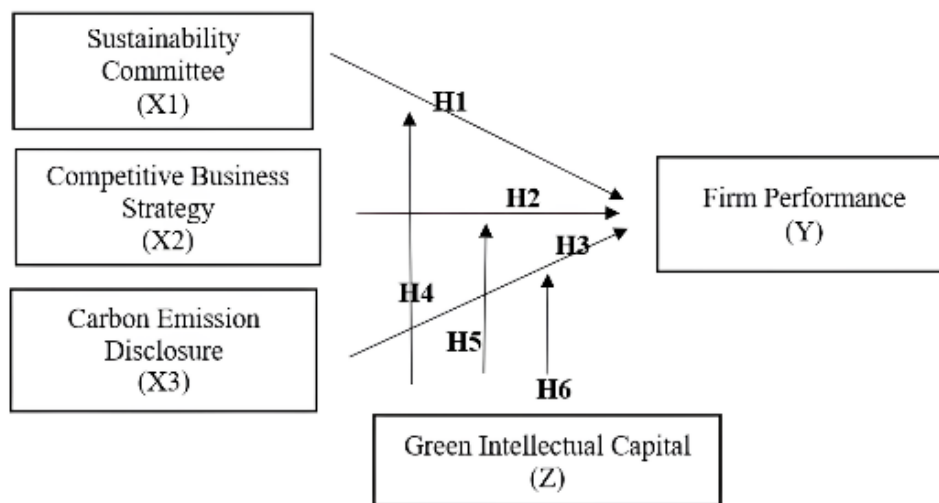 Sustainability
Committee
(X1)
H1
Competitive Business
Strategy
(X2)
H2
Firm Performance
(Y)
H3
Carbon Emission
Disclosure
(X3)
H4
H5
H6
Green Intellectual Capital
(Z)